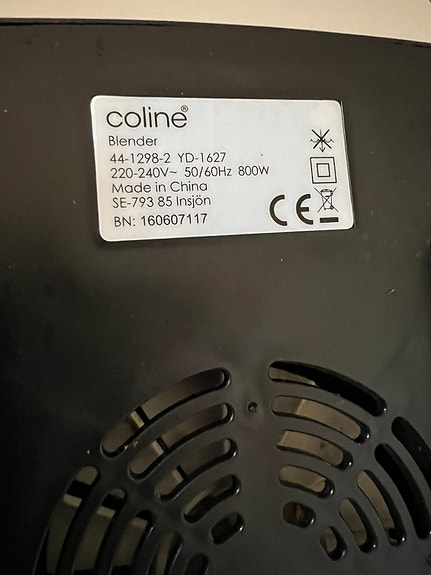 coline®
Blender
44-1298-2 YD-1627
220-240V~ 50/60Hz 800W
Made in China
SE-793 85 Insjön
BN: 160607117
CE